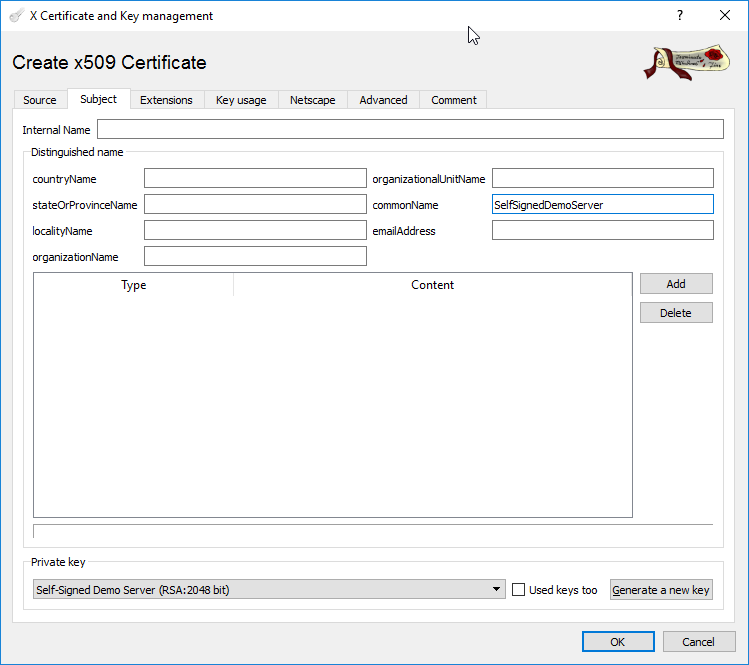 X Certificate and Key management
?
Create x509 Certificate
Source Subject Extensions Key usage Netscape Advanced Comment
Internal Name
Distinguished name
countryName organizationalUnitName
stateOrProvinceName commonName SelfSignedDemoServer
localityName emailAddress
organizationName
Type Content Add
Delete
Private key
Self-Signed Demo Server (RSA:2048 bit) Used keys too Generate a new key
OK Cancel